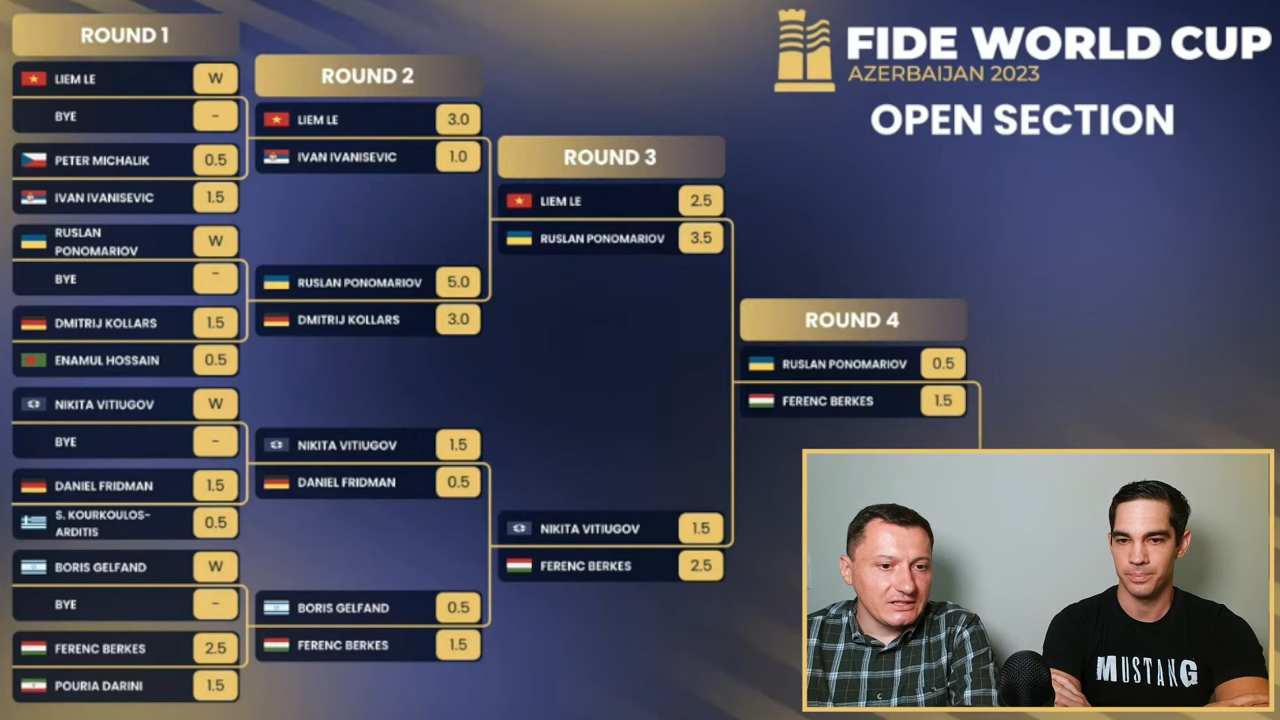 ROUND 1
LIEM LE W
BYE -
PETER MICHALIK 0.5
IVAN IVANISEVIC 1.5
RUSLAN
PONOMARIOV W
BYE -
DMITRIJ KOLLARS 1.5
ENAMUL HOSSAIN 0.5
NIKITA VITIUGOV W
BYE -
DANIEL FRIDMAN 1.5
S. KOURKOULOS-
ARDITIS 0.5
BORIS GELFAND W
BYE -
FERENC BERKES 2.5
POURIA DARINI 1.5
ROUND 2
LIEM LE 3.0
IVAN IVANISEVIC 1.0
RUSLAN PONOMARIOV 5.0
DMITRIJ KOLLARS 3.0
NIKITA VITIUGOV 1.5
DANIEL FRIDMAN 0.5
BORIS GELFAND 0.5
FERENC BERKES 1.5
ROUND 3
LIEM LE 2.5
RUSLAN PONOMARIOV 3.5
NIKITA VITIUGOV 1.5
FERENC BERKES 2.5
ROUND 4
RUSLAN PONOMARIOV 0.5
FERENC BERKES 1.5
FIDE WORLD CUP
AZERBAIJAN 2023
OPEN SECTION
MUSTANG